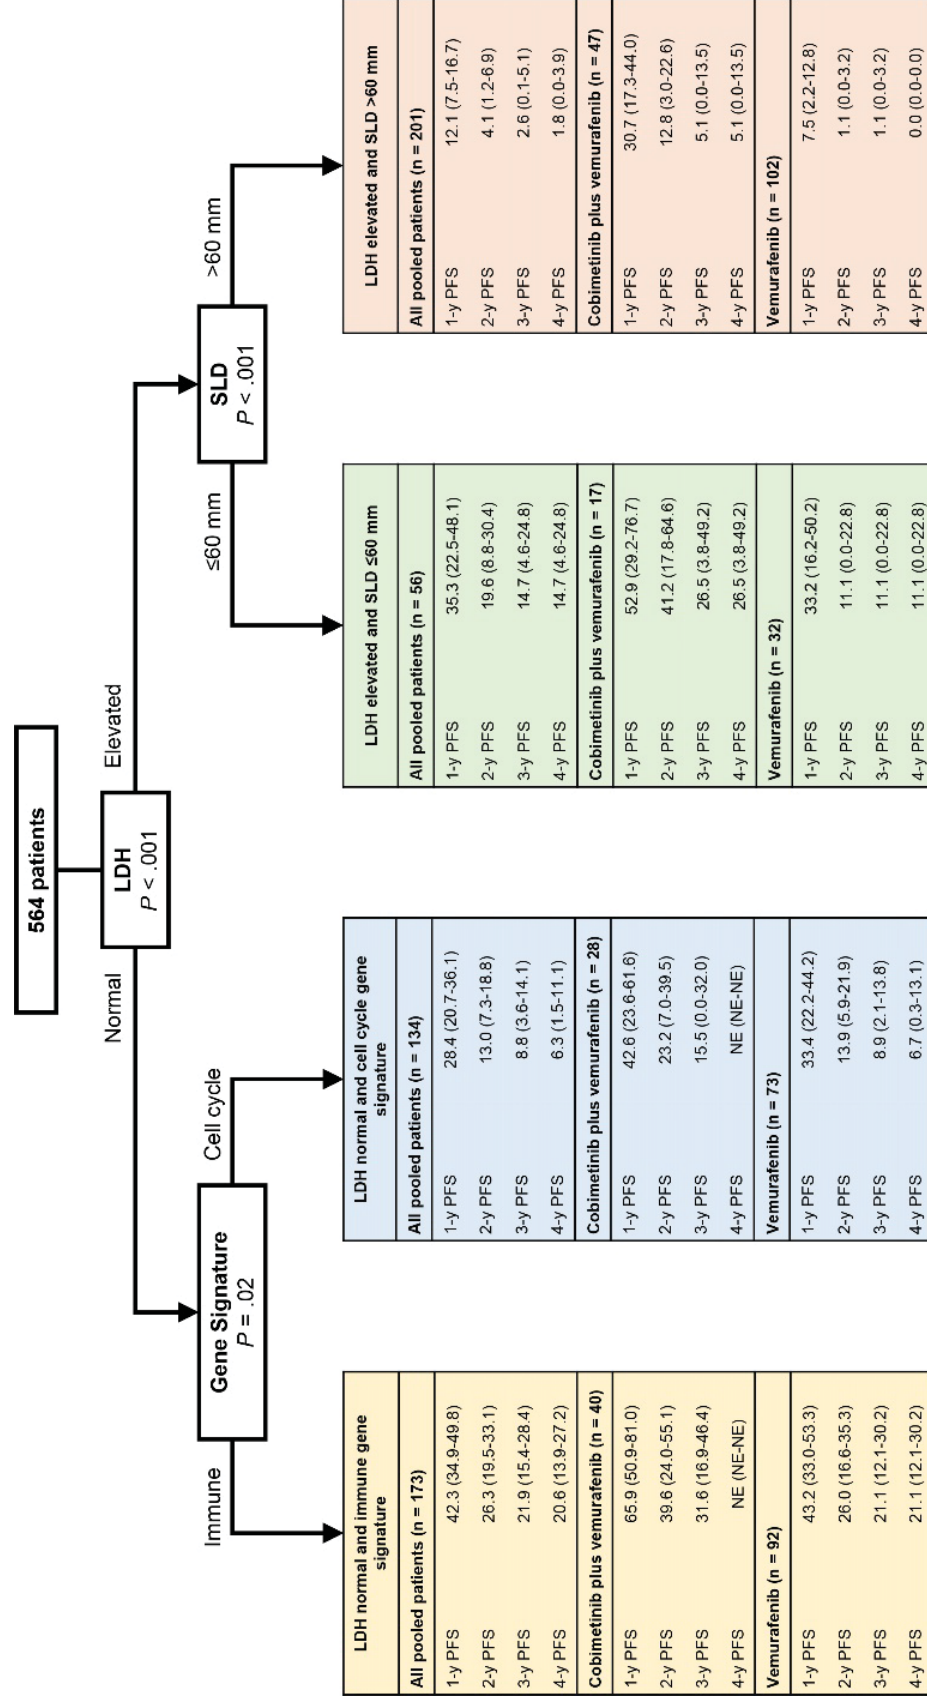 564 patients
LDH
P < .001
Normal
Elevated
Gene Signature
P = .02
SLD
P < .001
Immune
Cell cycle
≤60 mm
>60 mm
LDH normal and immune gene
signature
All pooled patients (n = 173)
1-y PFS 42.3 (34.9-49.8)
2-y PFS 26.3 (19.5-33.1)
3-y PFS 21.9 (15.4-28.4)
4-y PFS 20.6 (13.9-27.2)
Cobimetinib plus vemurafenib (n = 40)
1-y PFS 65.9 (50.9-81.0)
2-y PFS 39.6 (24.0-55.1)
3-y PFS 31.6 (16.9-46.4)
4-y PFS NE (NE-NE)
Vemurafenib (n = 92)
1-y PFS 43.2 (33.0-53.3)
2-y PFS 26.0 (16.6-35.3)
3-y PFS 21.1 (12.1-30.2)
4-y PFS 21.1 (12.1-30.2)
LDH normal and cell cycle gene
signature
All pooled patients (n = 134)
1-y PFS 28.4 (20.7-36.1)
2-y PFS 13.0 (7.3-18.8)
3-y PFS 8.8 (3.6-14.1)
4-y PFS 6.3 (1.5-11.1)
Cobimetinib plus vemurafenib (n = 28)
1-y PFS 42.6 (23.6-61.6)
2-y PFS 23.2 (7.0-39.5)
3-y PFS 15.5 (0.0-32.0)
4-y PFS NE (NE-NE)
Vemurafenib (n = 73)
1-y PFS 33.4 (22.2-44.2)
2-y PFS 13.9 (5.9-21.9)
3-y PFS 8.9 (2.1-13.8)
4-y PFS 6.7 (0.3-13.1)
LDH elevated and SLD ≤60 mm
All pooled patients (n = 56)
1-y PFS 35.3 (22.5-48.1)
2-y PFS 19.6 (8.8-30.4)
3-y PFS 14.7 (4.6-24.8)
4-y PFS 14.7 (4.6-24.8)
Cobimetinib plus vemurafenib (n = 17)
1-y PFS 52.9 (29.2-76.7)
2-y PFS 41.2 (17.8-64.6)
3-y PFS 26.5 (3.8-49.2)
4-y PFS 26.5 (3.8-49.2)
Vemurafenib (n = 32)
1-y PFS 33.2 (16.2-50.2)
2-y PFS 11.1 (0.0-22.8)
3-y PFS 11.1 (0.0-22.8)
4-y PFS 11.1 (0.0-22.8)
LDH elevated and SLD >60 mm
All pooled patients (n = 201)
1-y PFS 12.1 (7.5-16.7)
2-y PFS 4.1 (1.2-6.9)
3-y PFS 2.6 (0.1-5.1)
4-y PFS 1.8 (0.0-3.9)
Cobimetinib plus vemurafenib (n = 47)
1-y PFS 30.7 (17.3-44.0)
2-y PFS 12.8 (3.0-22.6)
3-y PFS 5.1 (0.0-13.5)
4-y PFS 5.1 (0.0-13.5)
Vemurafenib (n = 102)
1-y PFS 7.5 (2.2-12.8)
2-y PFS 1.1 (0.0-3.2)
3-y PFS 1.1 (0.0-3.2)
4-y PFS 0.0 (0.0-0.0)